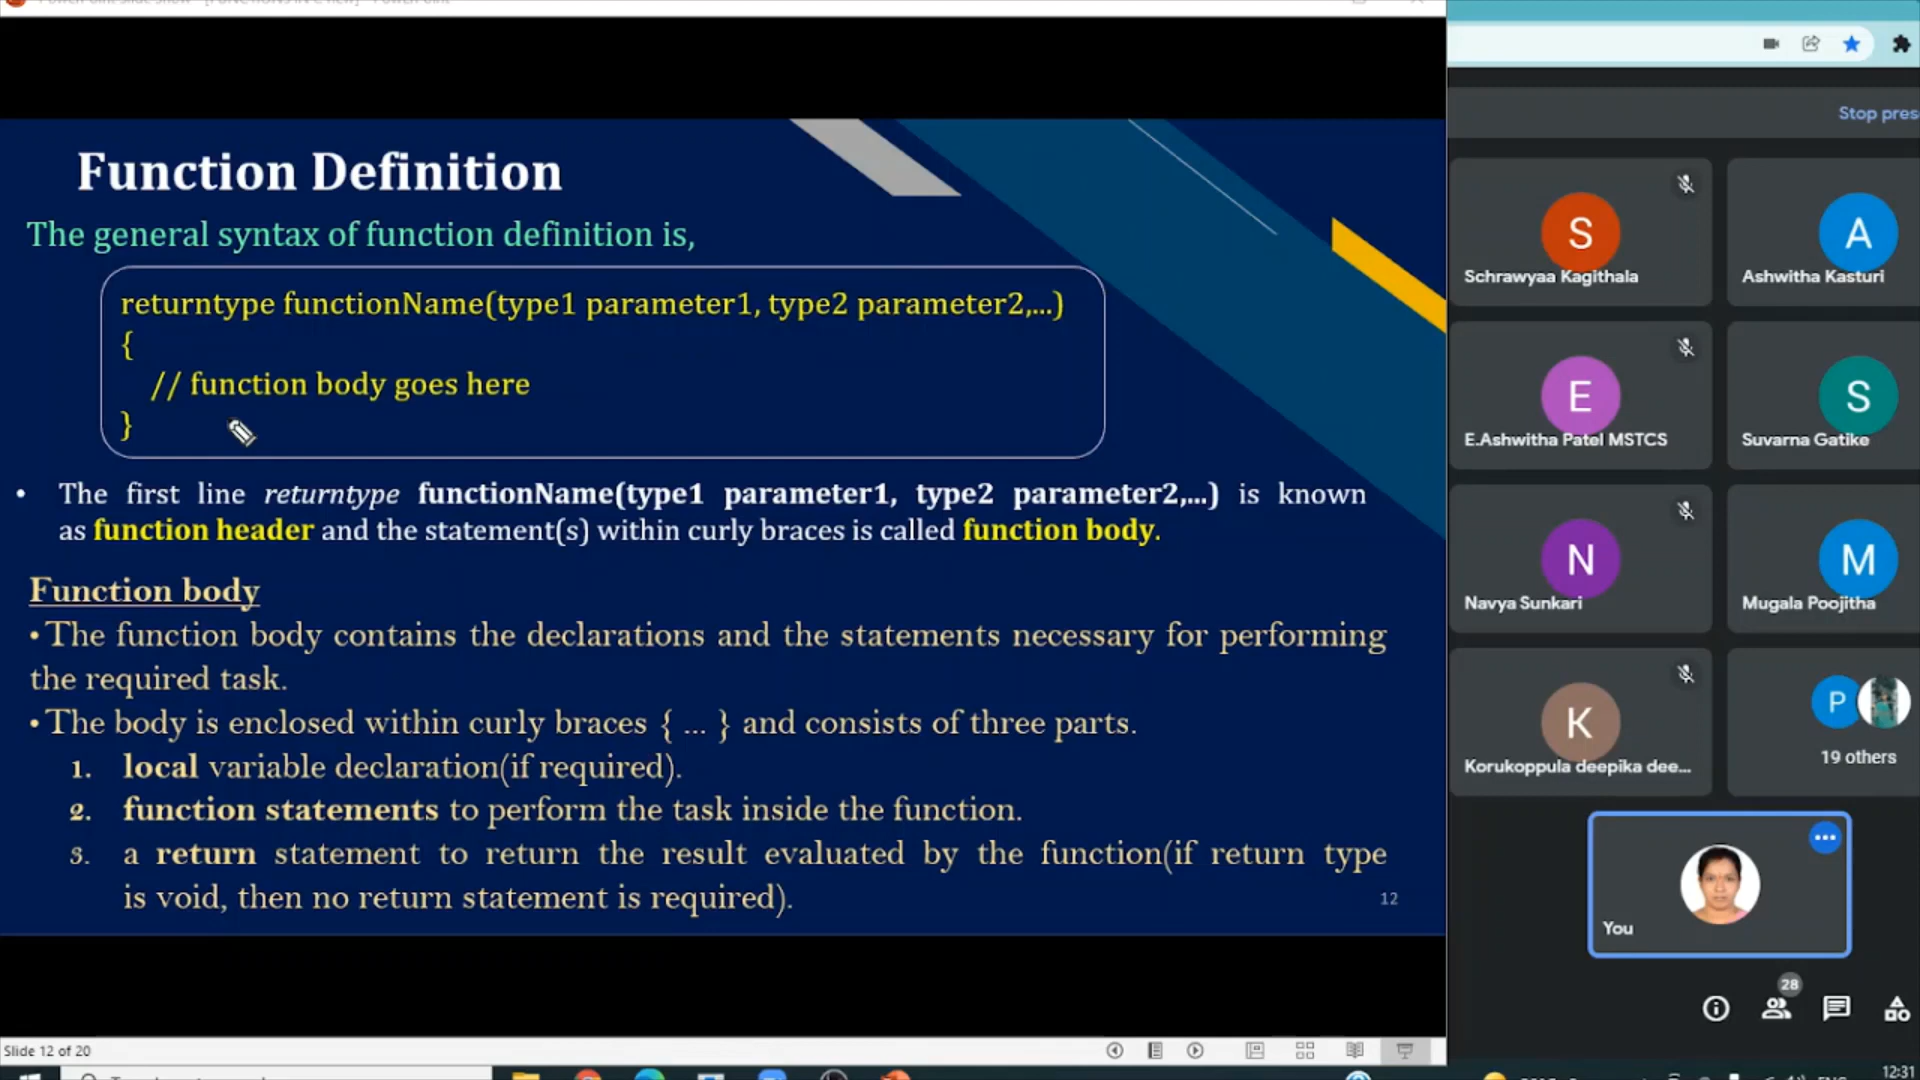 Stop pres
Function Definition
The general syntax of function definition is,
returntype functionName(type1 parameter1, type2 parameter2,...)
{
// function body goes here
}
• The first line returntype functionName(type1 parameter1, type2 parameter2,...) is known
as function header and the statement(s) within curly braces is called function body.
Function body
•The function body contains the declarations and the statements necessary for performing
the required task.
•The body is enclosed within curly braces { ... } and consists of three parts.
1. local variable declaration(if required).
2. function statements to perform the task inside the function.
3. a return statement to return the result evaluated by the function(if return type
is void, then no return statement is required).
12
S
Schrawyaa Kagithala
A
Ashwitha Kasturi
E
E.Ashwitha Patel MSTCS
S
Suvarna Gatike
N
Navya Sunkari
M
Mugala Poojitha
K
Korukoppula deepika dee...
P
19 others
You
28
Slide 12 of 20
12:31